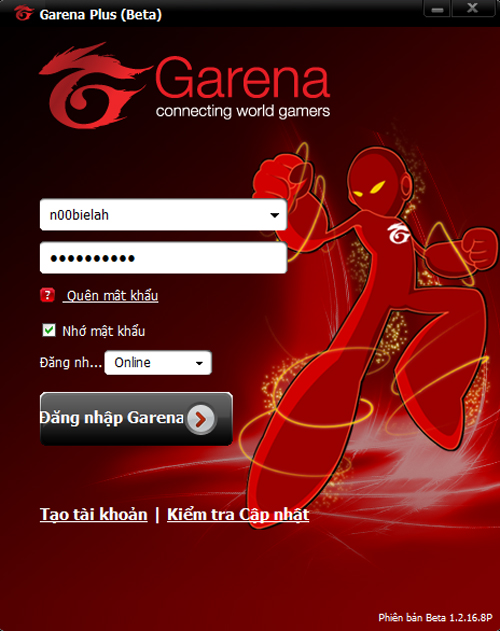 Garena Plus (Beta)
Garena
connecting world gamers
n00bielah
●●●●●●●●●●
? Quên mật khẩu
Nhớ mật khẩu
Đăng nh... Online
Đăng nhập Garena
Tạo tài khoản | Kiểm tra Cập nhật
Phiên bản Beta 1.2.16.8P